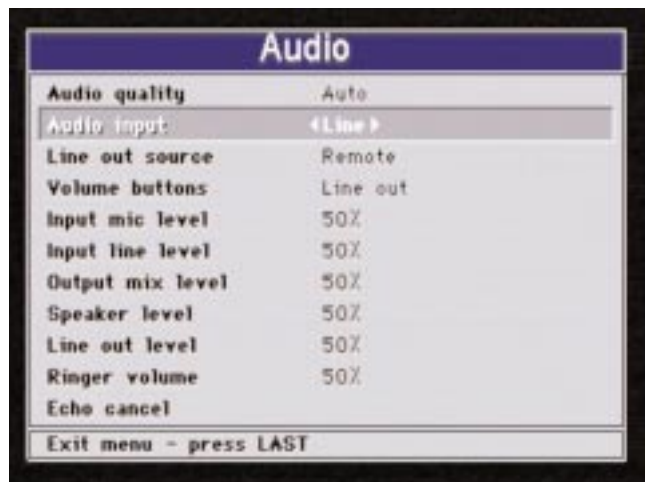 Audio
Audio quality Auto
Audio input Line
Line out source Remote
Volume buttons Line out
Input mic level 50%
Input line level 50%
Output mix level 50%
Speaker level 50%
Line out level 50%
Ringer volume 50%
Echo cancel
Exit menu - press LAST